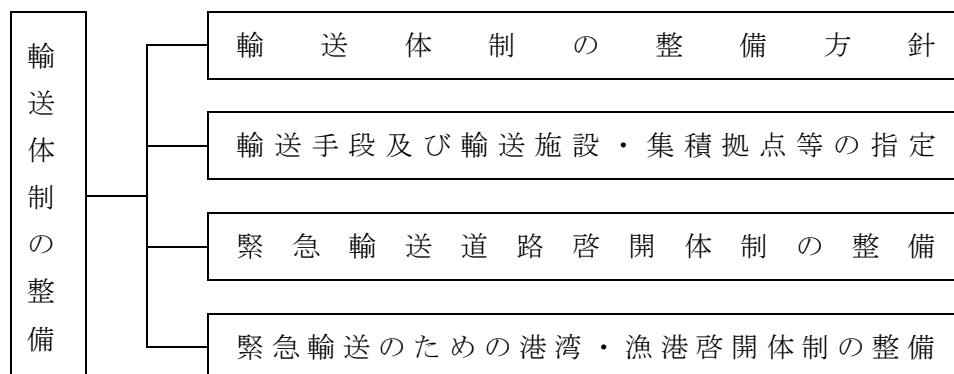 輸送体制の整備
輸送体制の整備方針
輸送手段及び輸送施設・集積拠点等の指定
緊急輸送道路啓開体制の整備
緊急輸送のための港湾・漁港啓開体制の整備